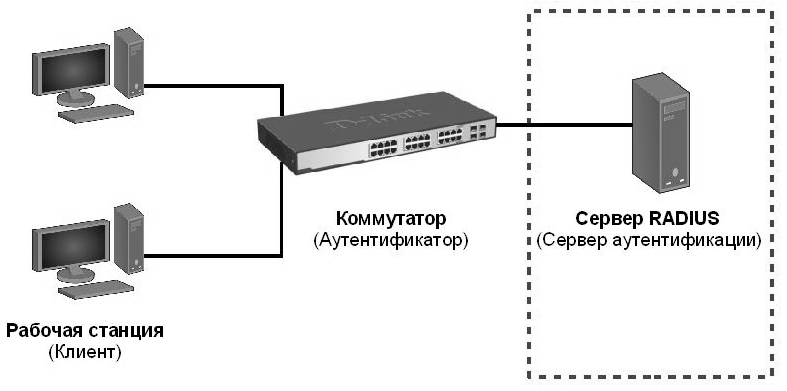 D-Link
Коммутатор
(Аутентификатор)
Сервер RADIUS
(Сервер аутентификации)
Рабочая станция
(Клиент)